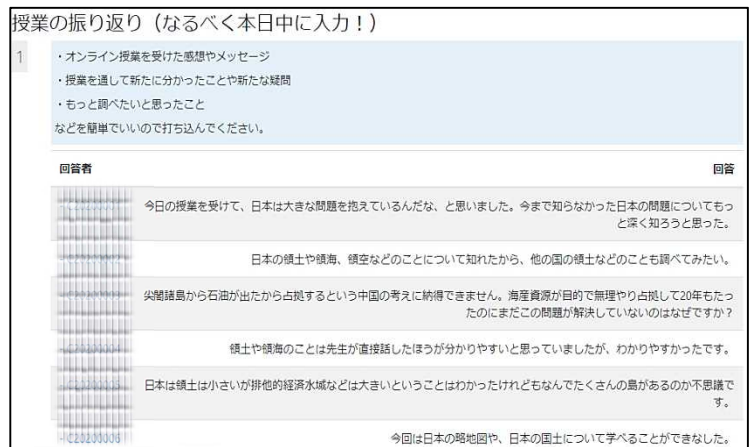 授業の振り返り（なるべく本日中に入力！）
1
・オンライン授業を受けた感想やメッセージ
・授業を通して新たに分かったことや新たな疑問
・もっと調べたいと思ったこと
などを簡単でいいので打ち込んでください。
回答者 回答
今日の授業を受けて、日本は大きな問題を抱えているんだな、と思いました。今まで知らなかった日本の問題についてもっ
と深く知ろうと思った。
日本の領土や領海、領空などのことについて知れたから、他の国の領土などのことも調べてみたい。
尖閣諸島から石油が出たから占拠するという中国の考えに納得できません。海産資源が目的で無理やり占拠して20年もたっ
たのにまだこの問題が解決していないのはなぜですか？
領土や領海のことは先生が直接話したほうが分かりやすいと思っていましたが、わかりやすかったです。
日本は領土は小さいが排他的経済水域などは大きいということはわかったけれどもなんでたくさんの島があるのか不思議で
す。
今回は日本の略地図や、日本の国土について学べることができなした。